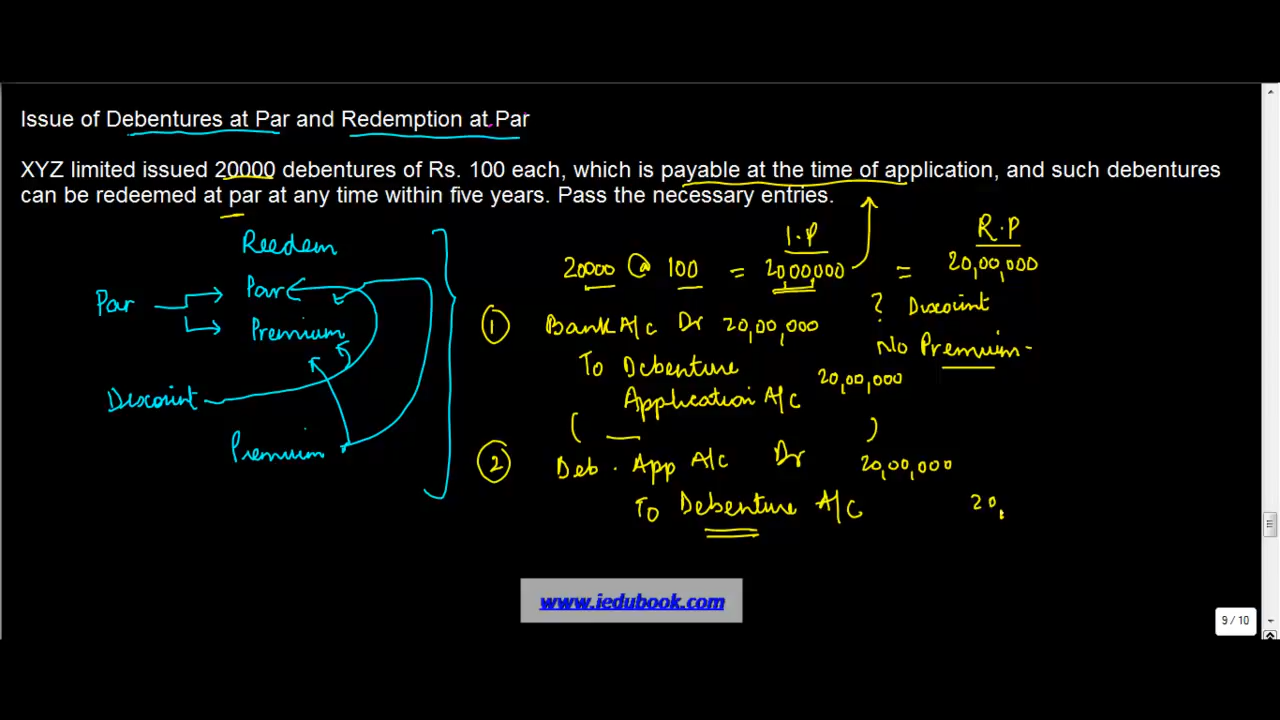 Issue of Debentures at Par and Redemption at Par
XYZ limited issued 20000 debentures of Rs. 100 each, which is payable at the time of application, and such debentures
can be redeemed at par at any time within five years. Pass the necessary entries.
Reedem
Par
Par
Premium
Discount
Premium
I.P
R.P
20000 @ 100 = 2000,000 = 20,00,000
? Discount
No Premium
1 Bank A/c Dr 20,00,000
To Debenture
Application A/c 20,00,000
( )
2 Deb. App A/c Dr 20,00,000
To Debenture A/c 20,
www.iedubook.com
9 / 10